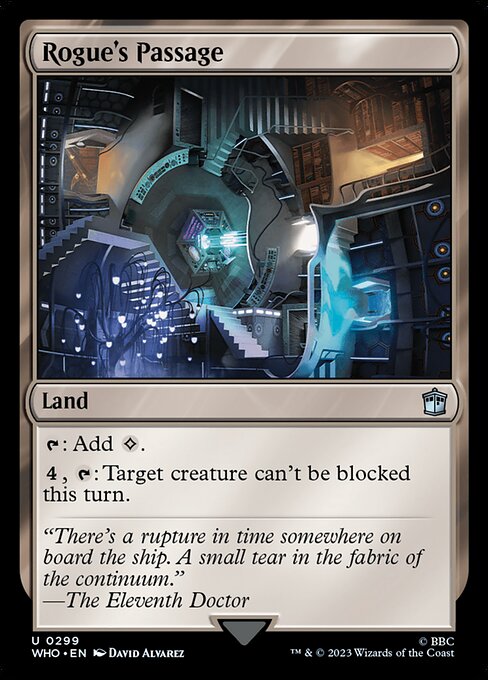 Rogue's Passage
Land
: Add .
4, : Target creature can't be blocked
this turn.
"There's a rupture in time somewhere on
board the ship. A small tear in the fabric of
the continuum."
—The Eleventh Doctor
U 0299
WHO • EN DAVID ALVAREZ
© BBC
™ & © 2023 Wizards of the Coast